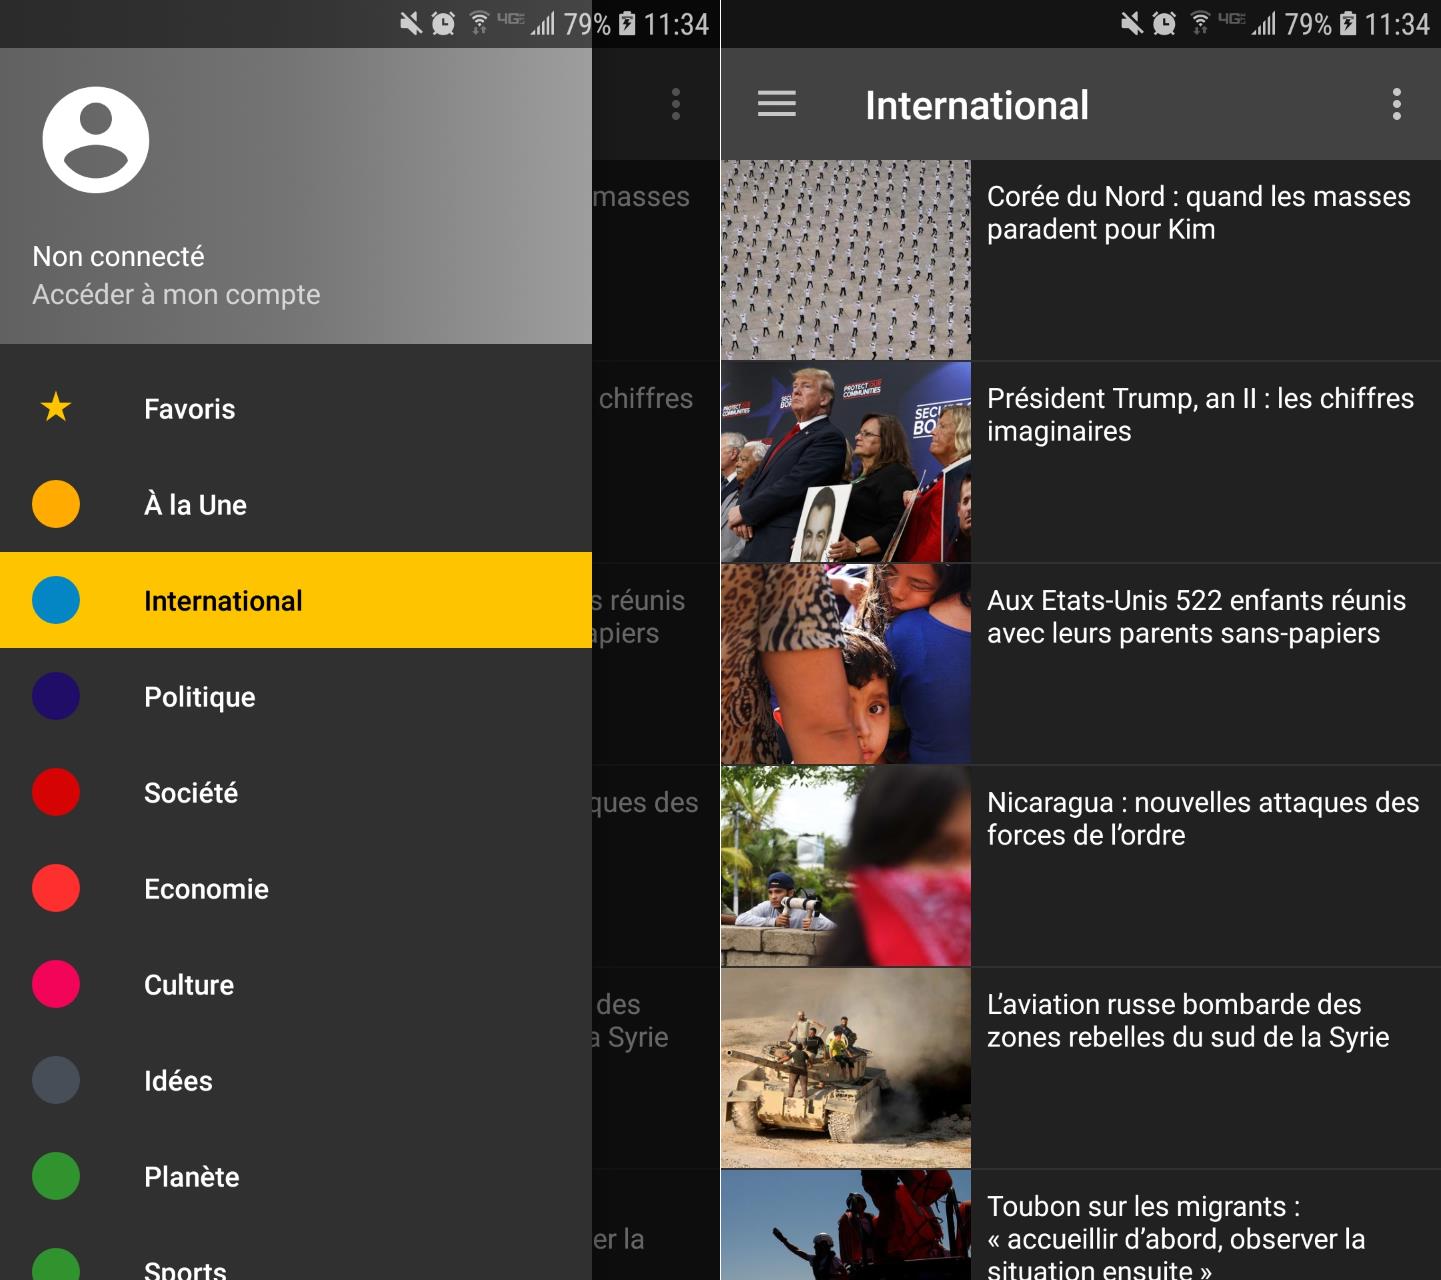 79% 11:34
Non connecté
Accéder à mon compte
Favoris
À la Une
International
Politique
Société
Economie
Culture
Idées
Planète
Sports
masses
chiffres
s réunis
apiers
ques des
des
a Syrie
er la
79% 11:34
International
Corée du Nord : quand les masses
paradent pour Kim
Président Trump, an II : les chiffres
imaginaires
PROTECT
COMMUNITIES
Aux Etats-Unis 522 enfants réunis
avec leurs parents sans-papiers
Nicaragua : nouvelles attaques des
forces de l’ordre
L’aviation russe bombarde des
zones rebelles du sud de la Syrie
Toubon sur les migrants :
« accueillir d’abord, observer la
situation ensuite »